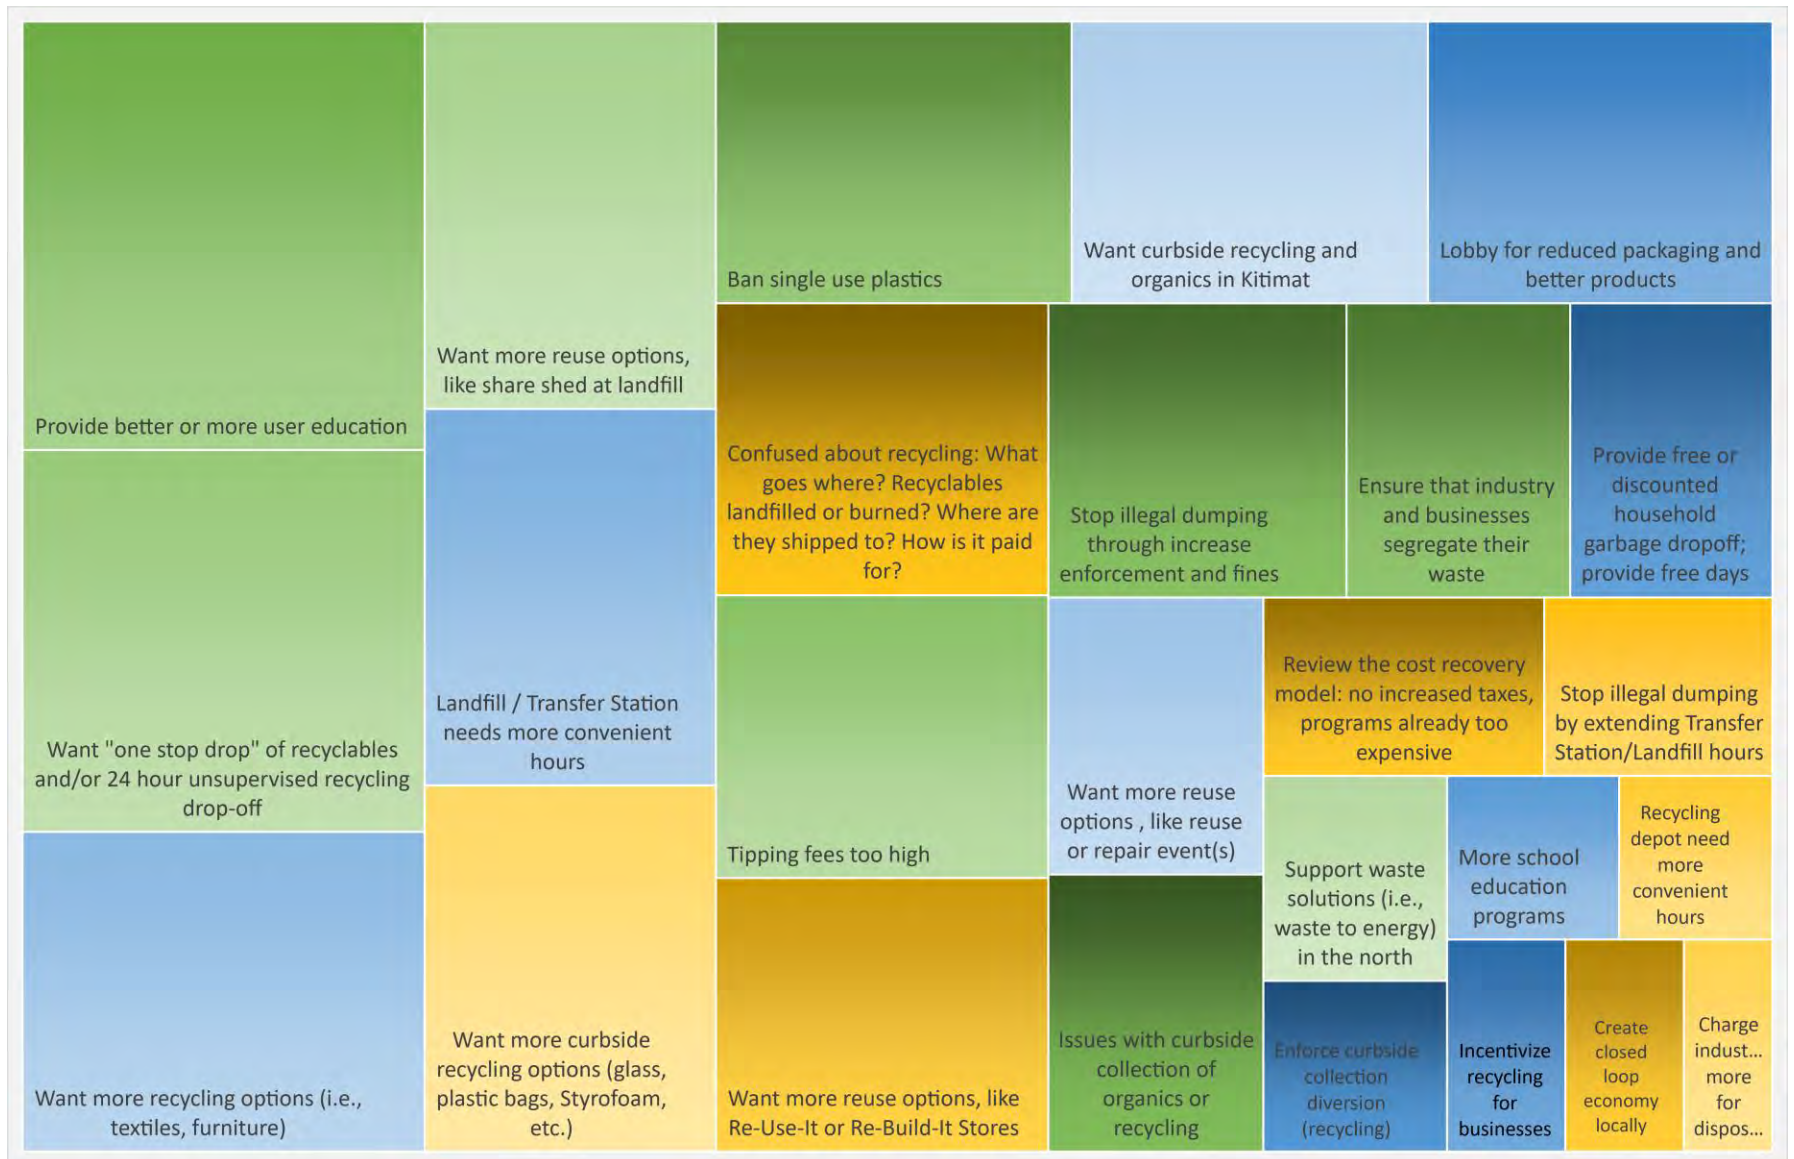 Provide better or more user education
Want "one stop drop" of recyclables
and/or 24 hour unsupervised recycling
drop-off
Want more recycling options (i.e.,
textiles, furniture)
Want more reuse options,
like share shed at landfill
Landfill / Transfer Station
needs more convenient
hours
Want more curbside
recycling options (glass,
plastic bags, Styrofoam,
etc.)
Ban single use plastics
Want curbside recycling and
organics in Kitimat
Lobby for reduced packaging and
better products
Confused about recycling: What
goes where? Recyclables
landfilled or burned? Where are
they shipped to? How is it paid
for?
Stop illegal dumping
through increase
enforcement and fines
Ensure that industry
and businesses
segregate their
waste
Provide free or
discounted
household
garbage dropoff;
provide free days
Tipping fees too high
Want more reuse options, like
Re-Use-It or Re-Build-It Stores
Want more reuse
options , like reuse
or repair event(s)
Issues with curbside
collection of
organics or
recycling
Review the cost recovery
model: no increased taxes,
programs already too
expensive
Stop illegal dumping
by extending Transfer
Station/Landfill hours
Support waste
solutions (i.e.,
waste to energy)
in the north
More school
education
programs
Recycling
depot need
more
convenient
hours
Enforce curbside
collection
diversion
(recycling)
Incentivize
recycling
for
businesses
Create
closed
loop
economy
locally
Charge
indust...
more
for
dispos...